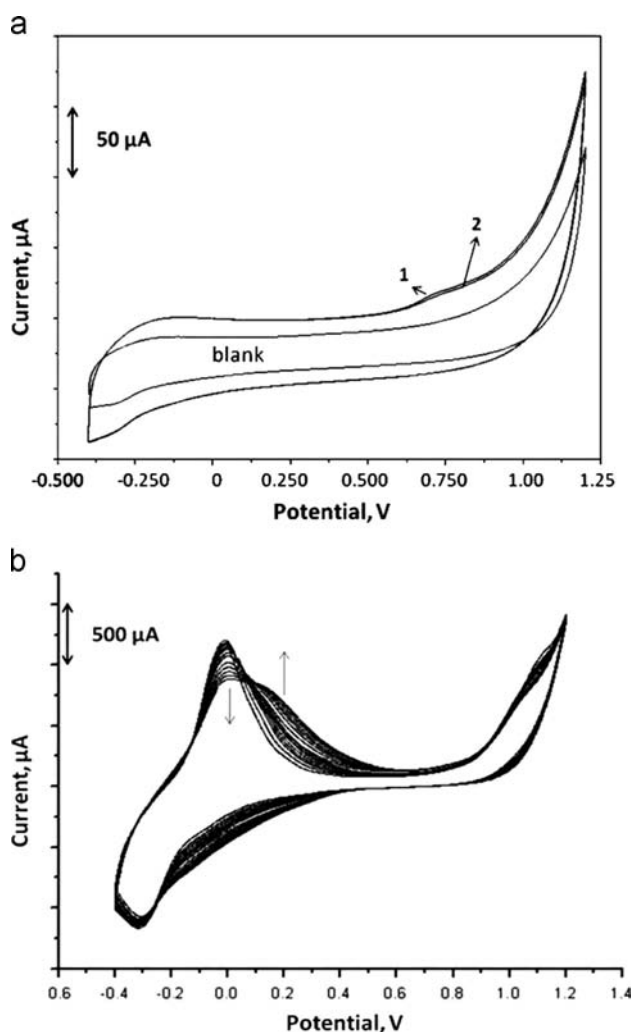 a
50 µA
2
1
blank
Current, µA
-0.500 -0.250 0 0.250 0.500 0.750 1.00 1.25
Potential, V
b
500 µA
Current, µA
0.6 -0.4 -0.2 0.0 0.2 0.4 0.6 0.8 1.0 1.2 1.4
Potential, V